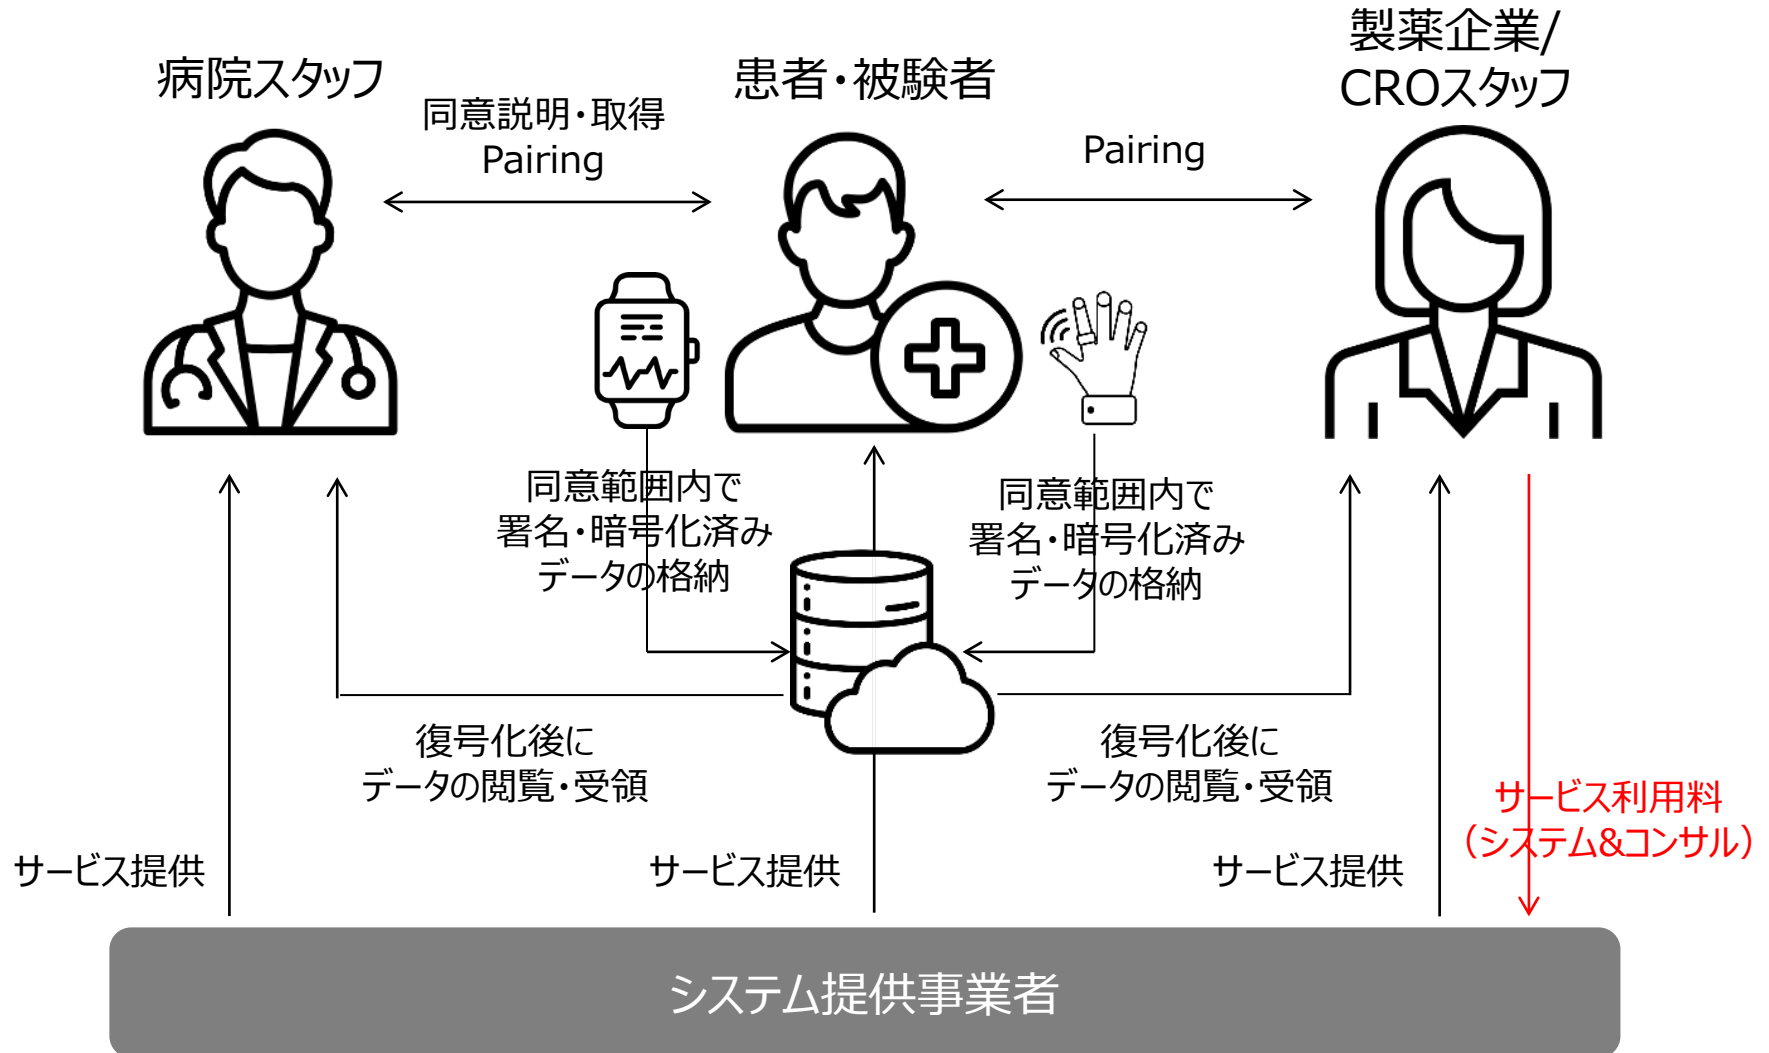 病院スタッフ
患者・被験者
製薬企業/
CROスタッフ
同意説明・取得
Pairing
Pairing
同意範囲内で
署名・暗号化済み
データの格納
同意範囲内で
署名・暗号化済み
データの格納
復号化後に
データの閲覧・受領
復号化後に
データの閲覧・受領
サービス提供
サービス提供
サービス提供
サービス利用料
（システム&コンサル）
システム提供事業者